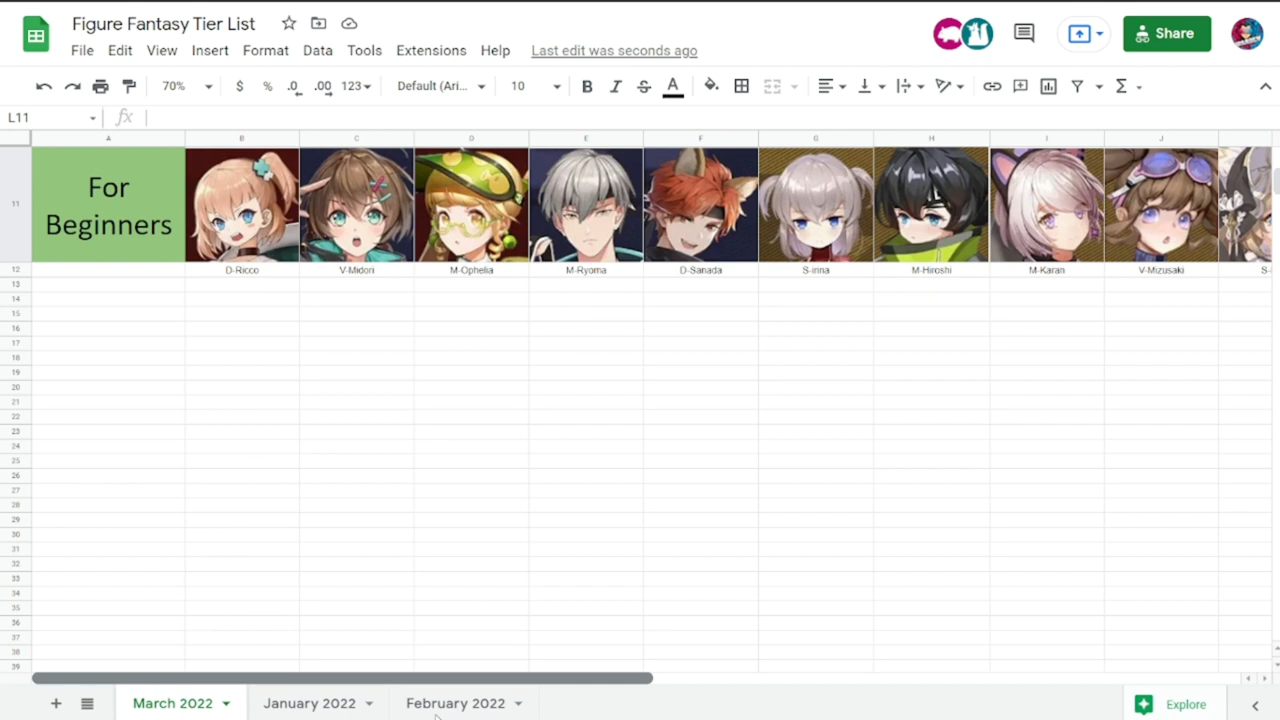 Figure Fantasy Tier List
File Edit View Insert Format Data Tools Extensions Help Last edit was seconds ago
Share
70% $ % .0 .00 123 Default (Ari... 10 B I S A Σ
L11 fx
A B C D E F G H I J
11 For
Beginners
12 D-Ricco V-Midori M-Ophelia M-Ryoma D-Sanada S-irina M-Hiroshi M-Karan V-Mizusaki S-
13
14
15
16
17
18
19
20
21
22
23
24
25
26
27
28
29
30
31
32
33
34
35
36
37
38
39
March 2022 January 2022 February 2022 Explore